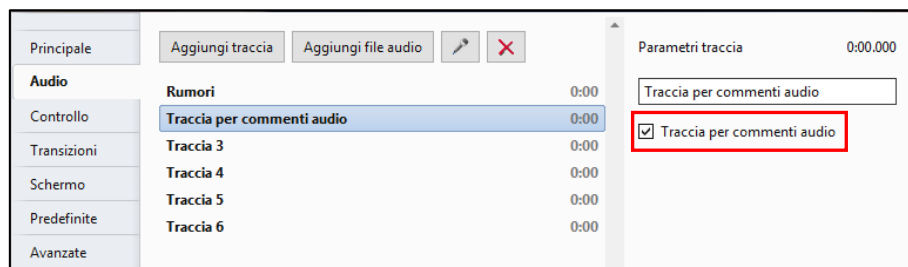 Principale
Audio
Controllo
Transizioni
Schermo
Predefinite
Avanzate
Aggiungi traccia Aggiungi file audio
Rumori 0:00
Traccia per commenti audio 0:00
Traccia 3 0:00
Traccia 4 0:00
Traccia 5 0:00
Traccia 6 0:00
Parametri traccia 0:00.000
Traccia per commenti audio
Traccia per commenti audio